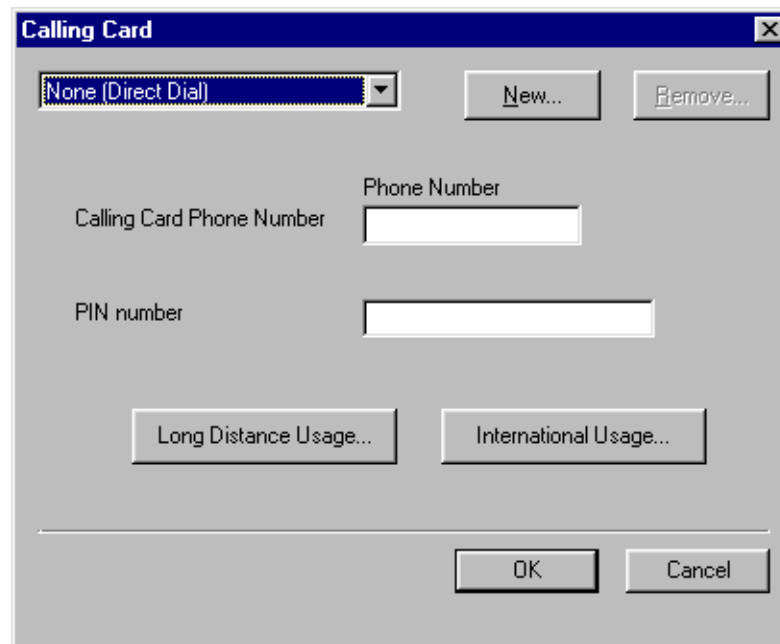 Calling Card
None (Direct Dial)
New...
Remove...
Phone Number
Calling Card Phone Number
PIN number
Long Distance Usage...
International Usage...
OK
Cancel